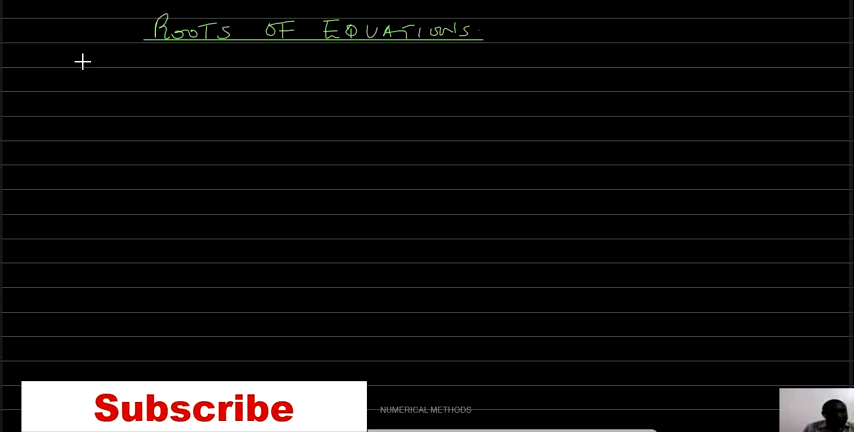 ROOTS OF EQUATIONS.
Subscribe
NUMERICAL METHODS